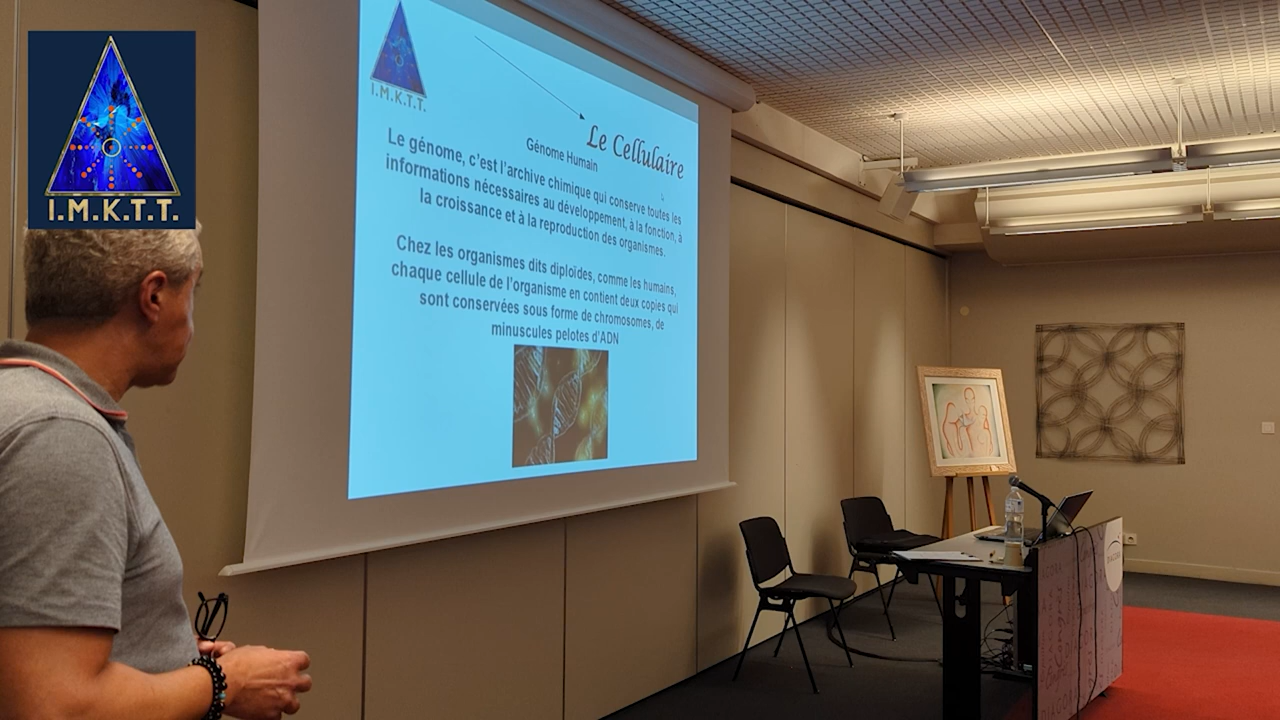 I.M.K.T.T.
I.M.K.T.T.
Le Cellulaire
Génome Humain
Le génome, c’est l’archive chimique qui conserve toutes les
informations nécessaires au développement, à la fonction, à
la croissance et à la reproduction des organismes.
Chez les organismes dits diploïdes, comme les humains,
chaque cellule de l’organisme en contient deux copies qui
sont conservées sous forme de chromosomes, de
minuscules pelotes d’ADN